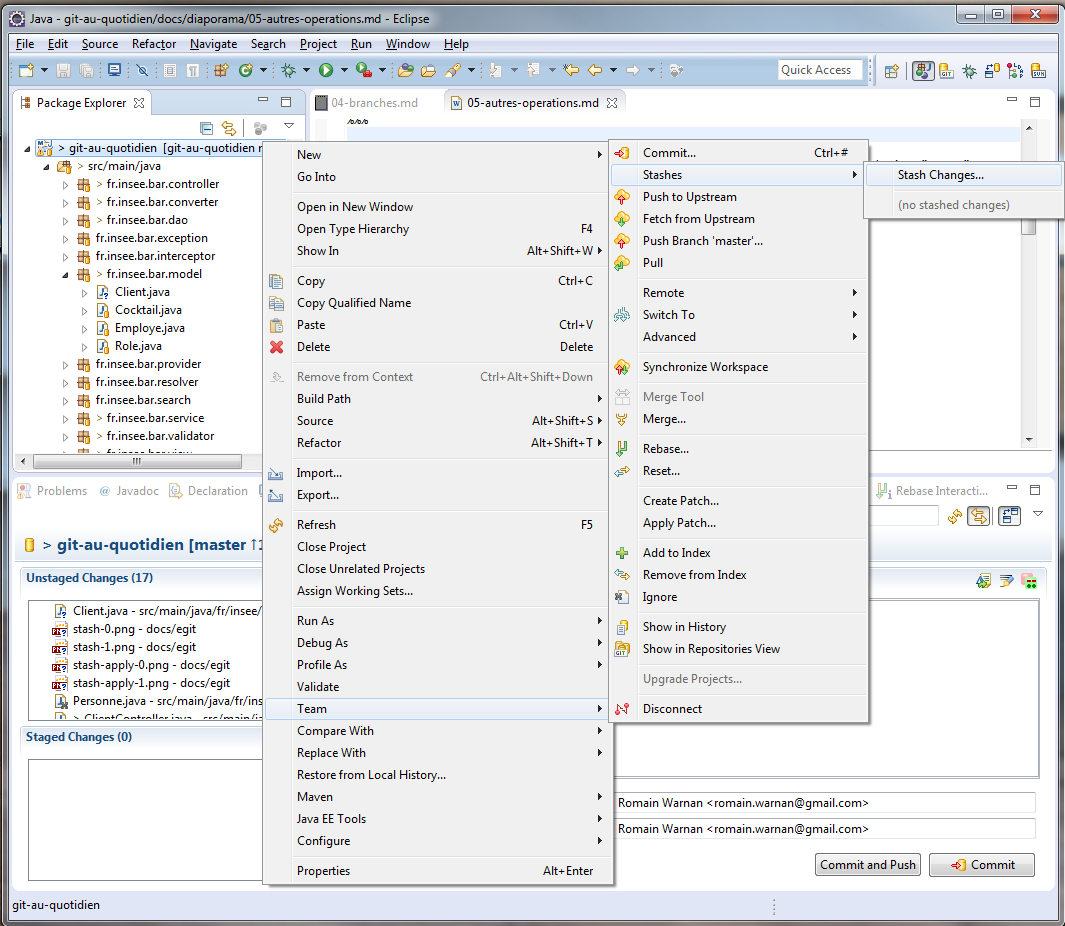 Java - git-au-quotidien/docs/diaporama/05-autres-operations.md - Eclipse
File Edit Source Refactor Navigate Search Project Run Window Help
Quick Access
Package Explorer
04-branches.md
05-autres-operations.md
%%%
> git-au-quotidien [git-au-quotidien
> src/main/java
> fr.insee.bar.controller
> fr.insee.bar.converter
> fr.insee.bar.dao
fr.insee.bar.exception
fr.insee.bar.interceptor
> fr.insee.bar.model
Client.java
Cocktail.java
Employe.java
Role.java
fr.insee.bar.provider
fr.insee.bar.resolver
fr.insee.bar.search
> fr.insee.bar.service
fr.insee.bar.validator
New
Go Into
Open in New Window
Open Type Hierarchy F4
Show In Alt+Shift+W
Copy Ctrl+C
Copy Qualified Name
Paste Ctrl+V
Delete Delete
Remove from Context Ctrl+Alt+Shift+Down
Build Path
Source Alt+Shift+S
Refactor Alt+Shift+T
Import...
Export...
Refresh F5
Close Project
Close Unrelated Projects
Assign Working Sets...
Run As
Debug As
Profile As
Validate
Team
Compare With
Replace With
Restore from Local History...
Maven
Java EE Tools
Configure
Properties Alt+Enter
Commit... Ctrl+#
Stashes
Push to Upstream
Fetch from Upstream
Push Branch 'master'...
Pull
Remote
Switch To
Advanced
Synchronize Workspace
Merge Tool
Merge...
Rebase...
Reset...
Create Patch...
Apply Patch...
Add to Index
Remove from Index
Ignore
Show in History
Show in Repositories View
Upgrade Projects...
Disconnect
Stash Changes...
(no stashed changes)
Problems
@ Javadoc
Declaration
Rebase Interacti...
> git-au-quotidien [master ↑1
Unstaged Changes (17)
Client.java - src/main/java/fr/insee/
stash-0.png - docs/egit
stash-1.png - docs/egit
stash-apply-0.png - docs/egit
stash-apply-1.png - docs/egit
Personne.java - src/main/java/fr/ins
> ClientController.java - src/main/ja
Staged Changes (0)
Romain Warnan <romain.warnan@gmail.com>
Romain Warnan <romain.warnan@gmail.com>
Commit and Push
Commit
git-au-quotidien